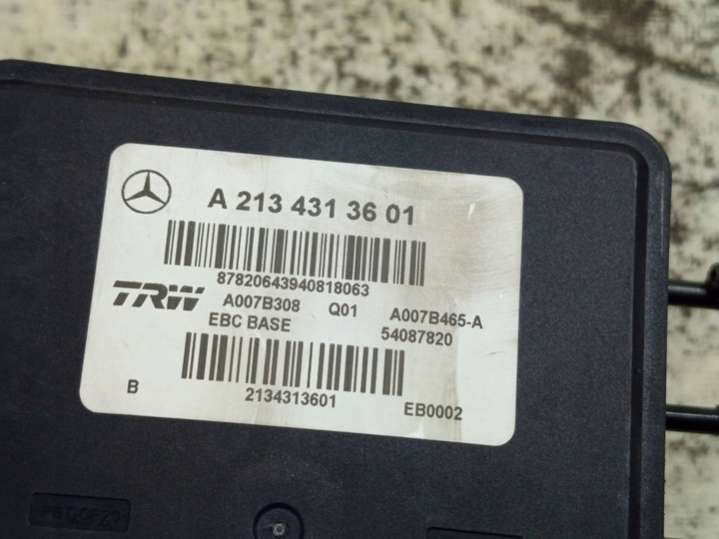 A 213 431 36 01
87820643940818063
TRW A007B308 Q01 A007B465-A
EBC BASE 54087820
B 2134313601 EB0002